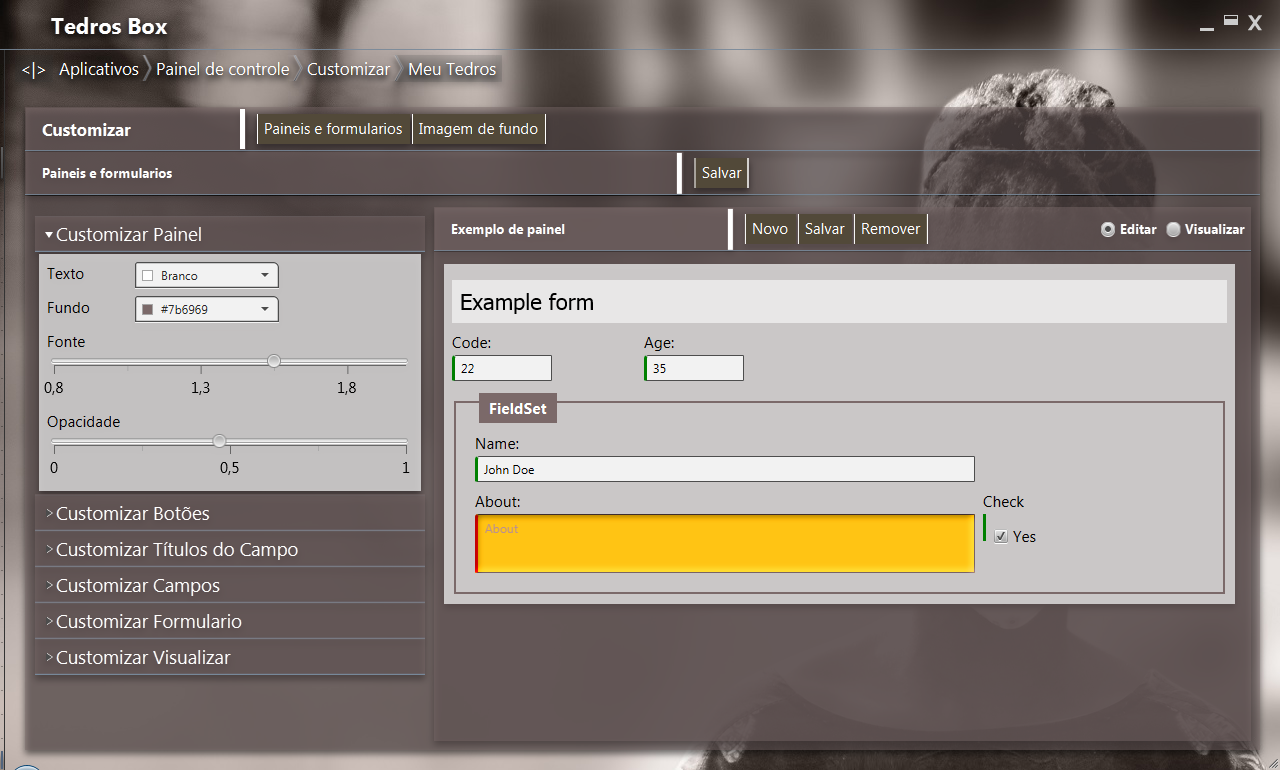 Tedros Box
<|> Aplicativos Painel de controle Customizar Meu Tedros
Customizar Paineis e formularios Imagem de fundo
Paineis e formularios Salvar
Customizar Painel
Texto Branco
Fundo #7b6969
Fonte
0,8 1,3 1,8
Opacidade
0 0,5 1
Customizar Botões
Customizar Títulos do Campo
Customizar Campos
Customizar Formulario
Customizar Visualizar
Exemplo de painel Novo Salvar Remover Editar Visualizar
Example form
Code: Age:
22 35
FieldSet
Name:
John Doe
About: Check
About
Yes